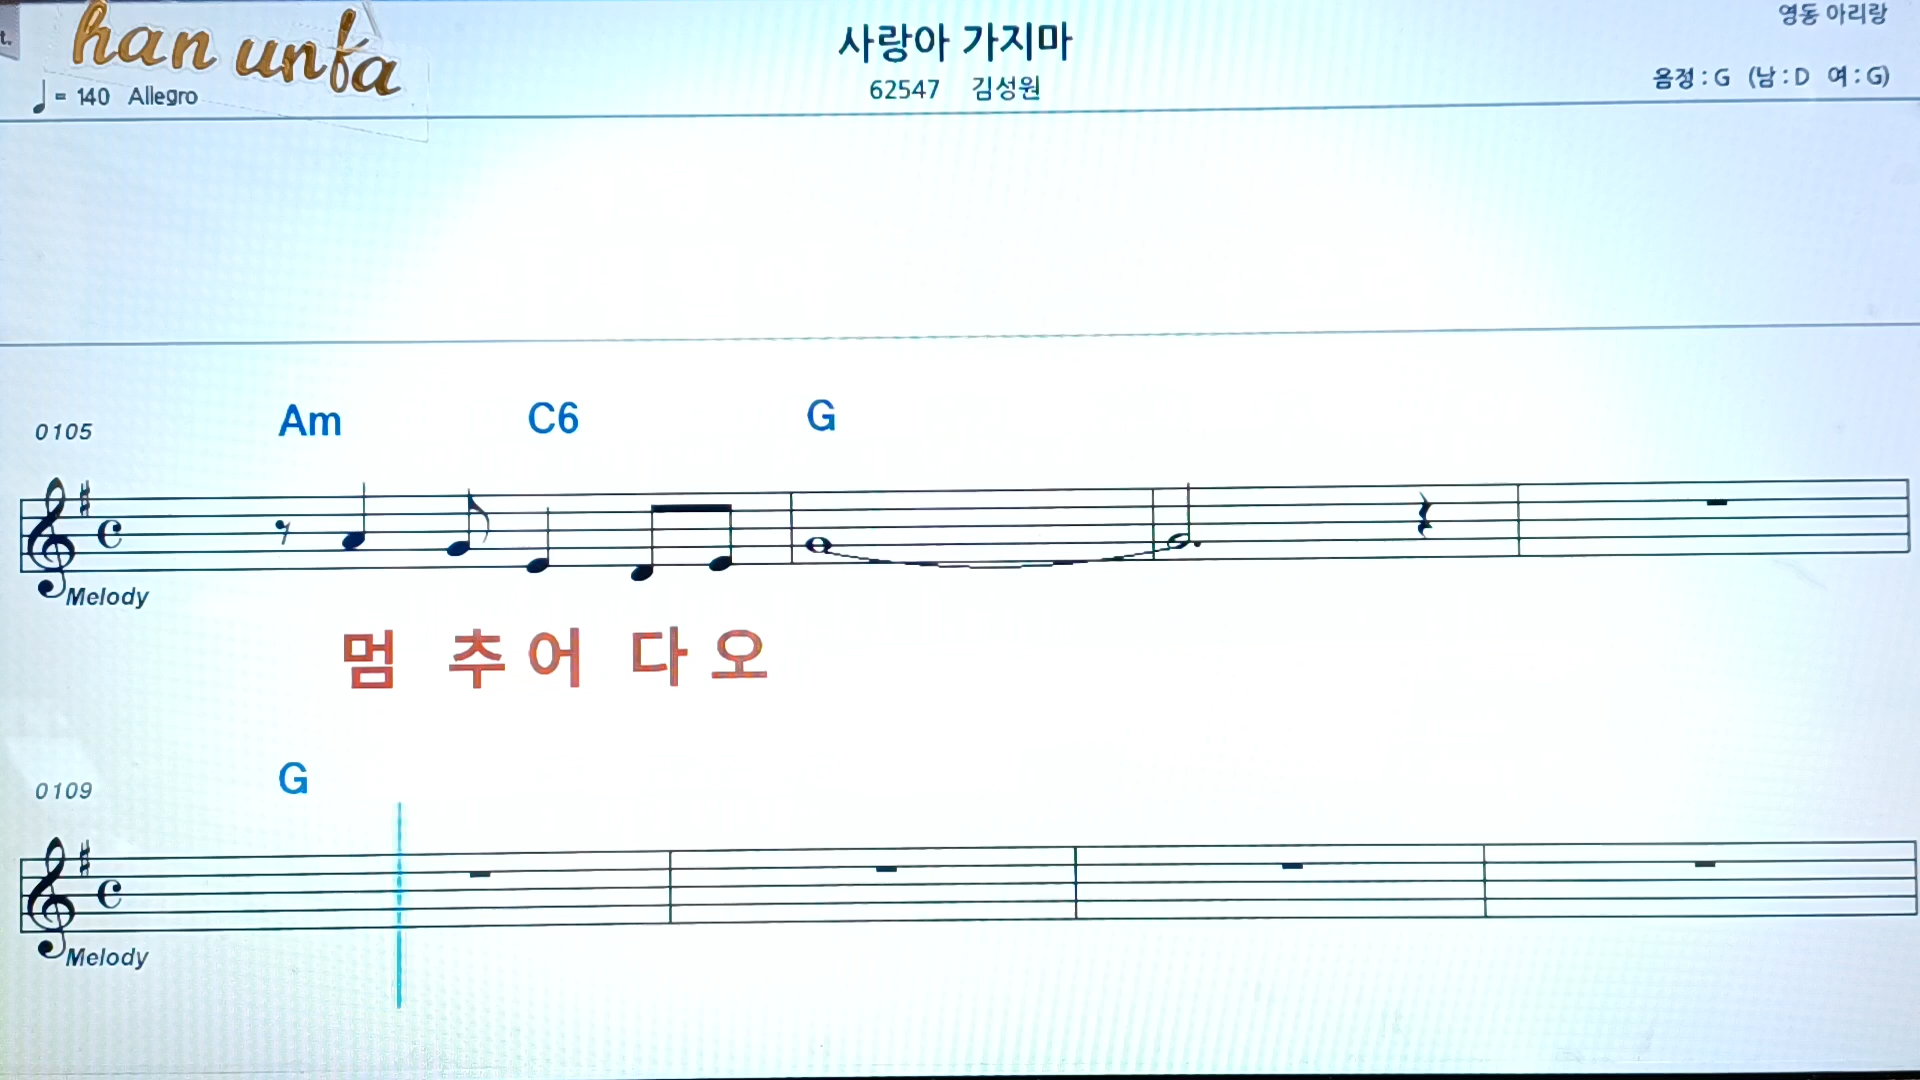 t.
han unfa
영동 아리랑
사랑아 가지마
62547 김성원
음정 : G (남 : D 여 : G)
= 140 Allegro
Am C6 G
0105
Melody
멈 추 어 다 오
G
0109
Melody